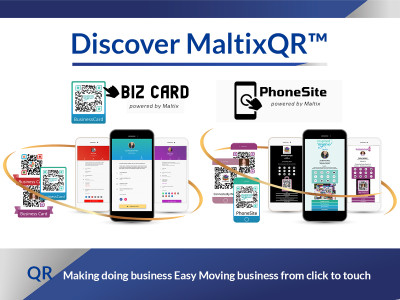 Discover MaltixQR™
BIZ CARD
powered by Maltix
PhoneSite
powered by Maltix
BusinessCard
Business Card
PhoneSite
QR Making doing business Easy Moving business from click to touch